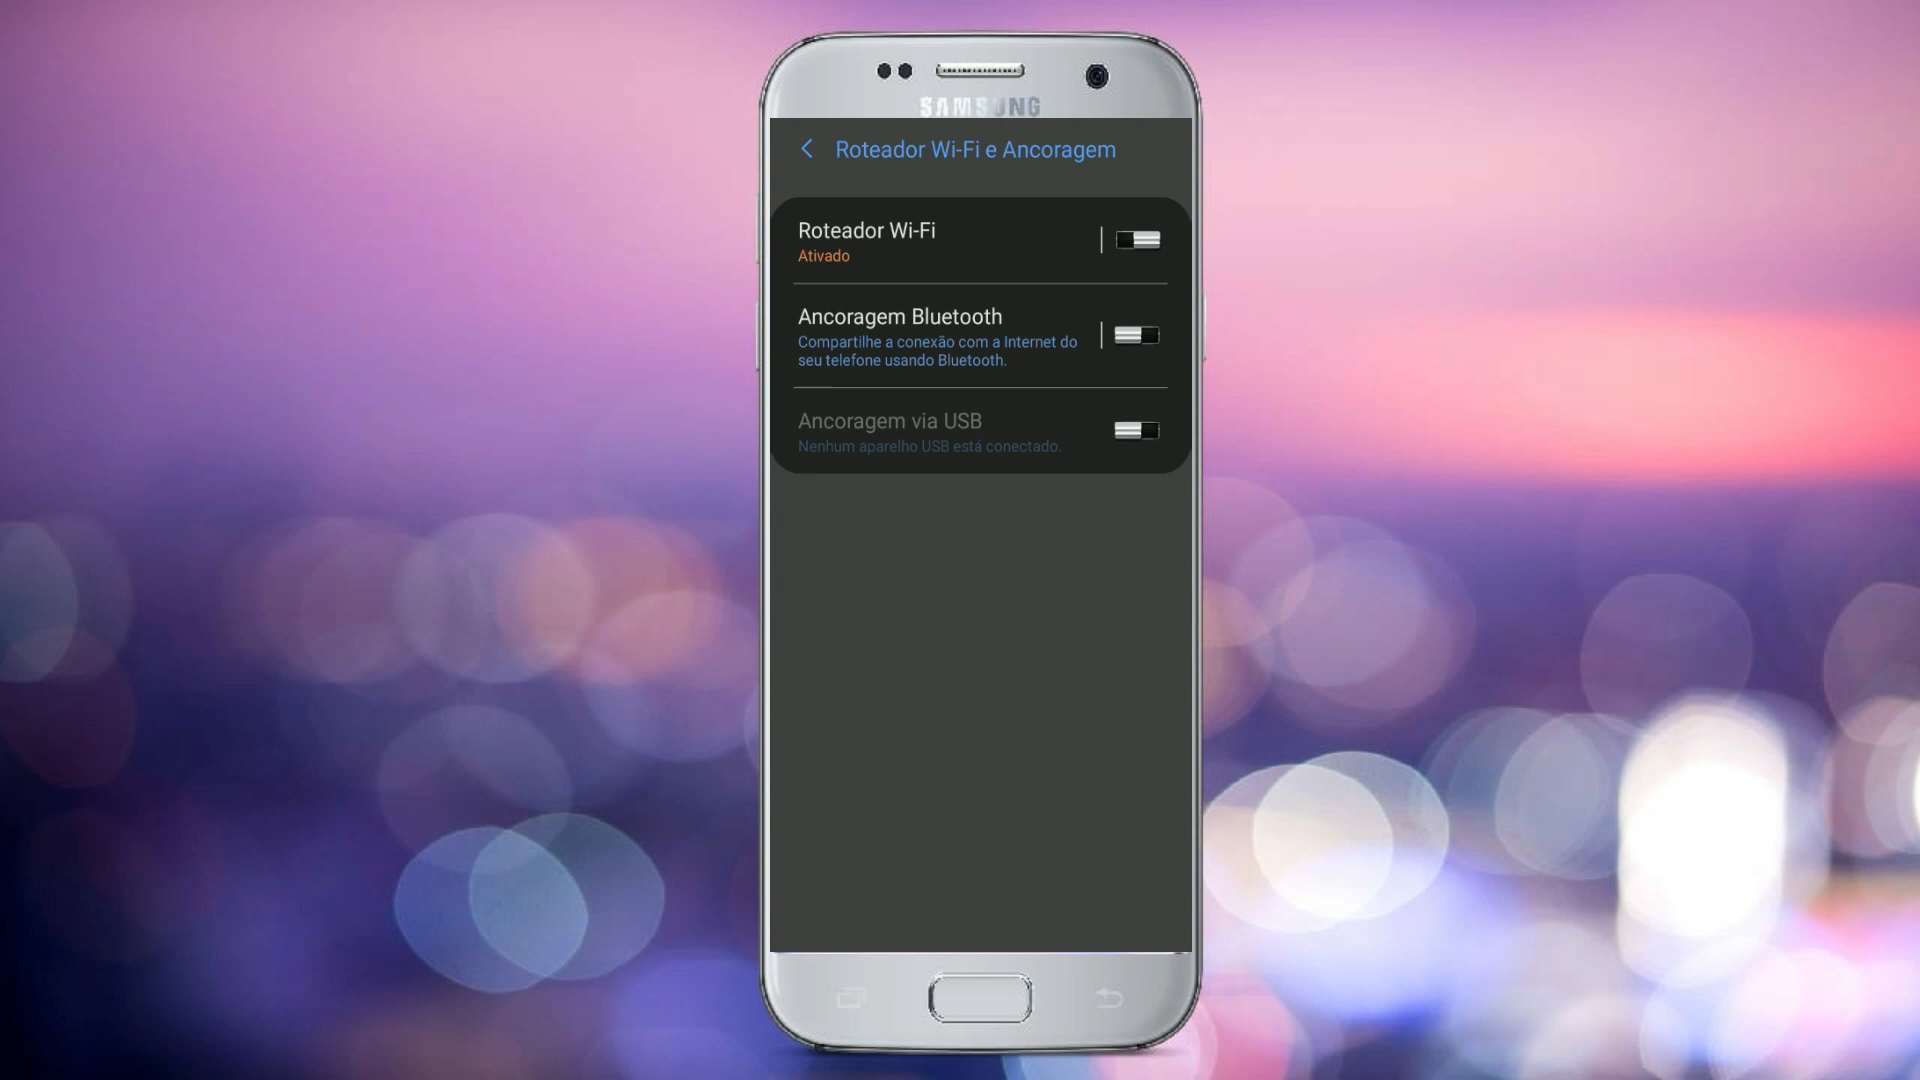 SAMSUNG
Roteador Wi-Fi e Ancoragem
Roteador Wi-Fi
Ativado
Ancoragem Bluetooth
Compartilhe a conexão com a Internet do
seu telefone usando Bluetooth.
Ancoragem via USB
Nenhum aparelho USB está conectado.